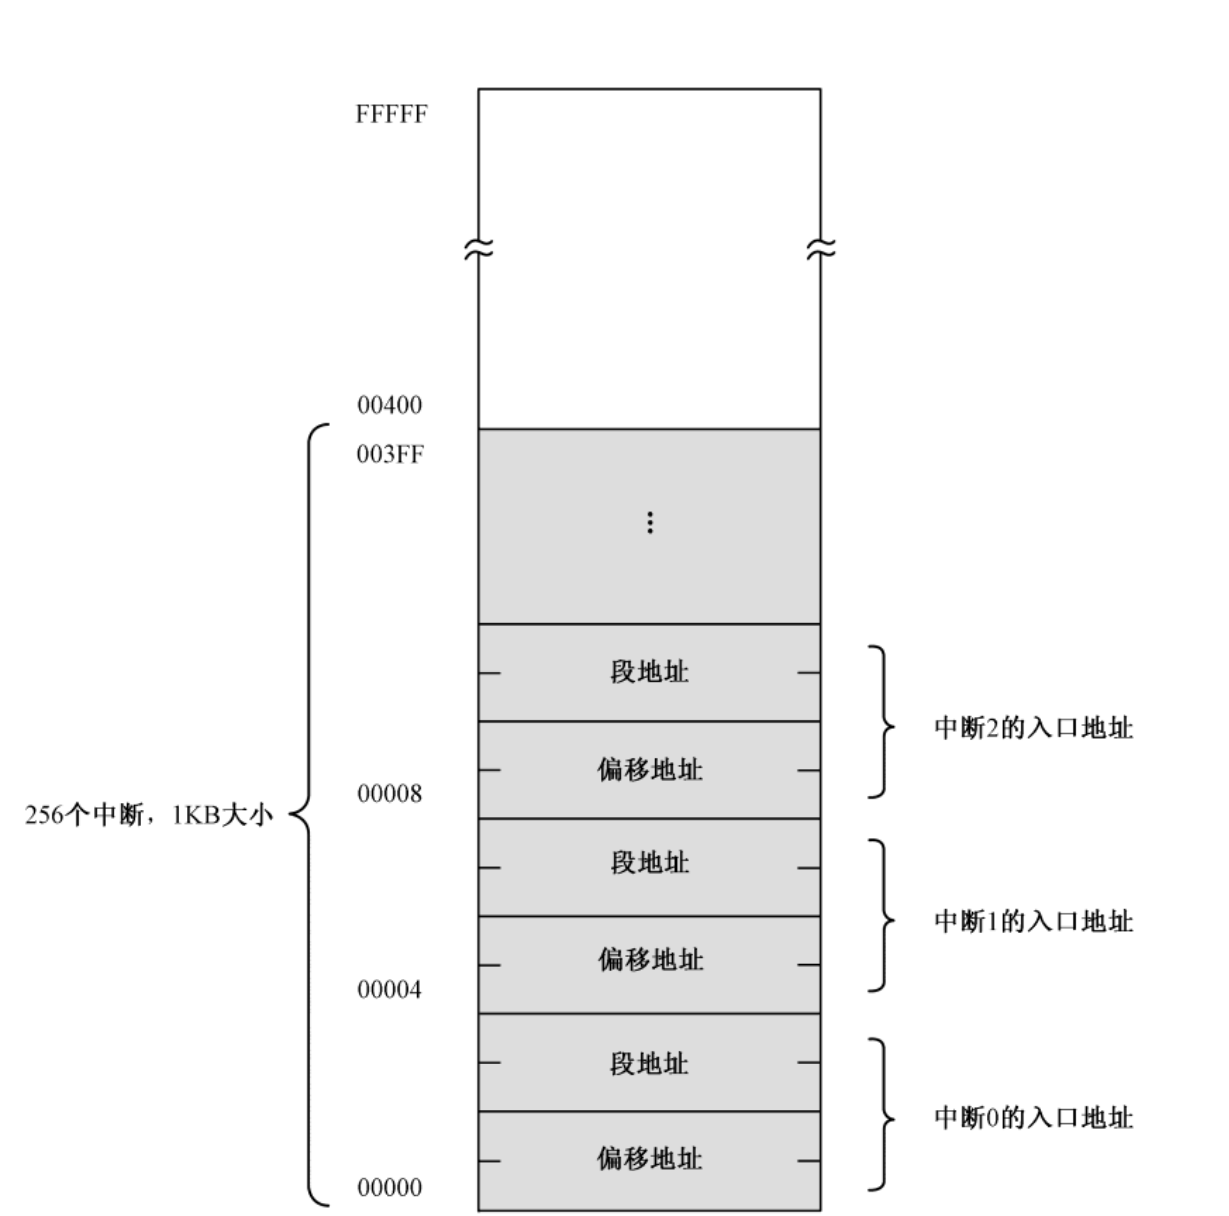 FFFFF
00400
003FF
⋮
段地址
偏移地址
中断2的入口地址
00008
256个中断，1KB大小
段地址
偏移地址
中断1的入口地址
00004
段地址
中断0的入口地址
偏移地址
00000